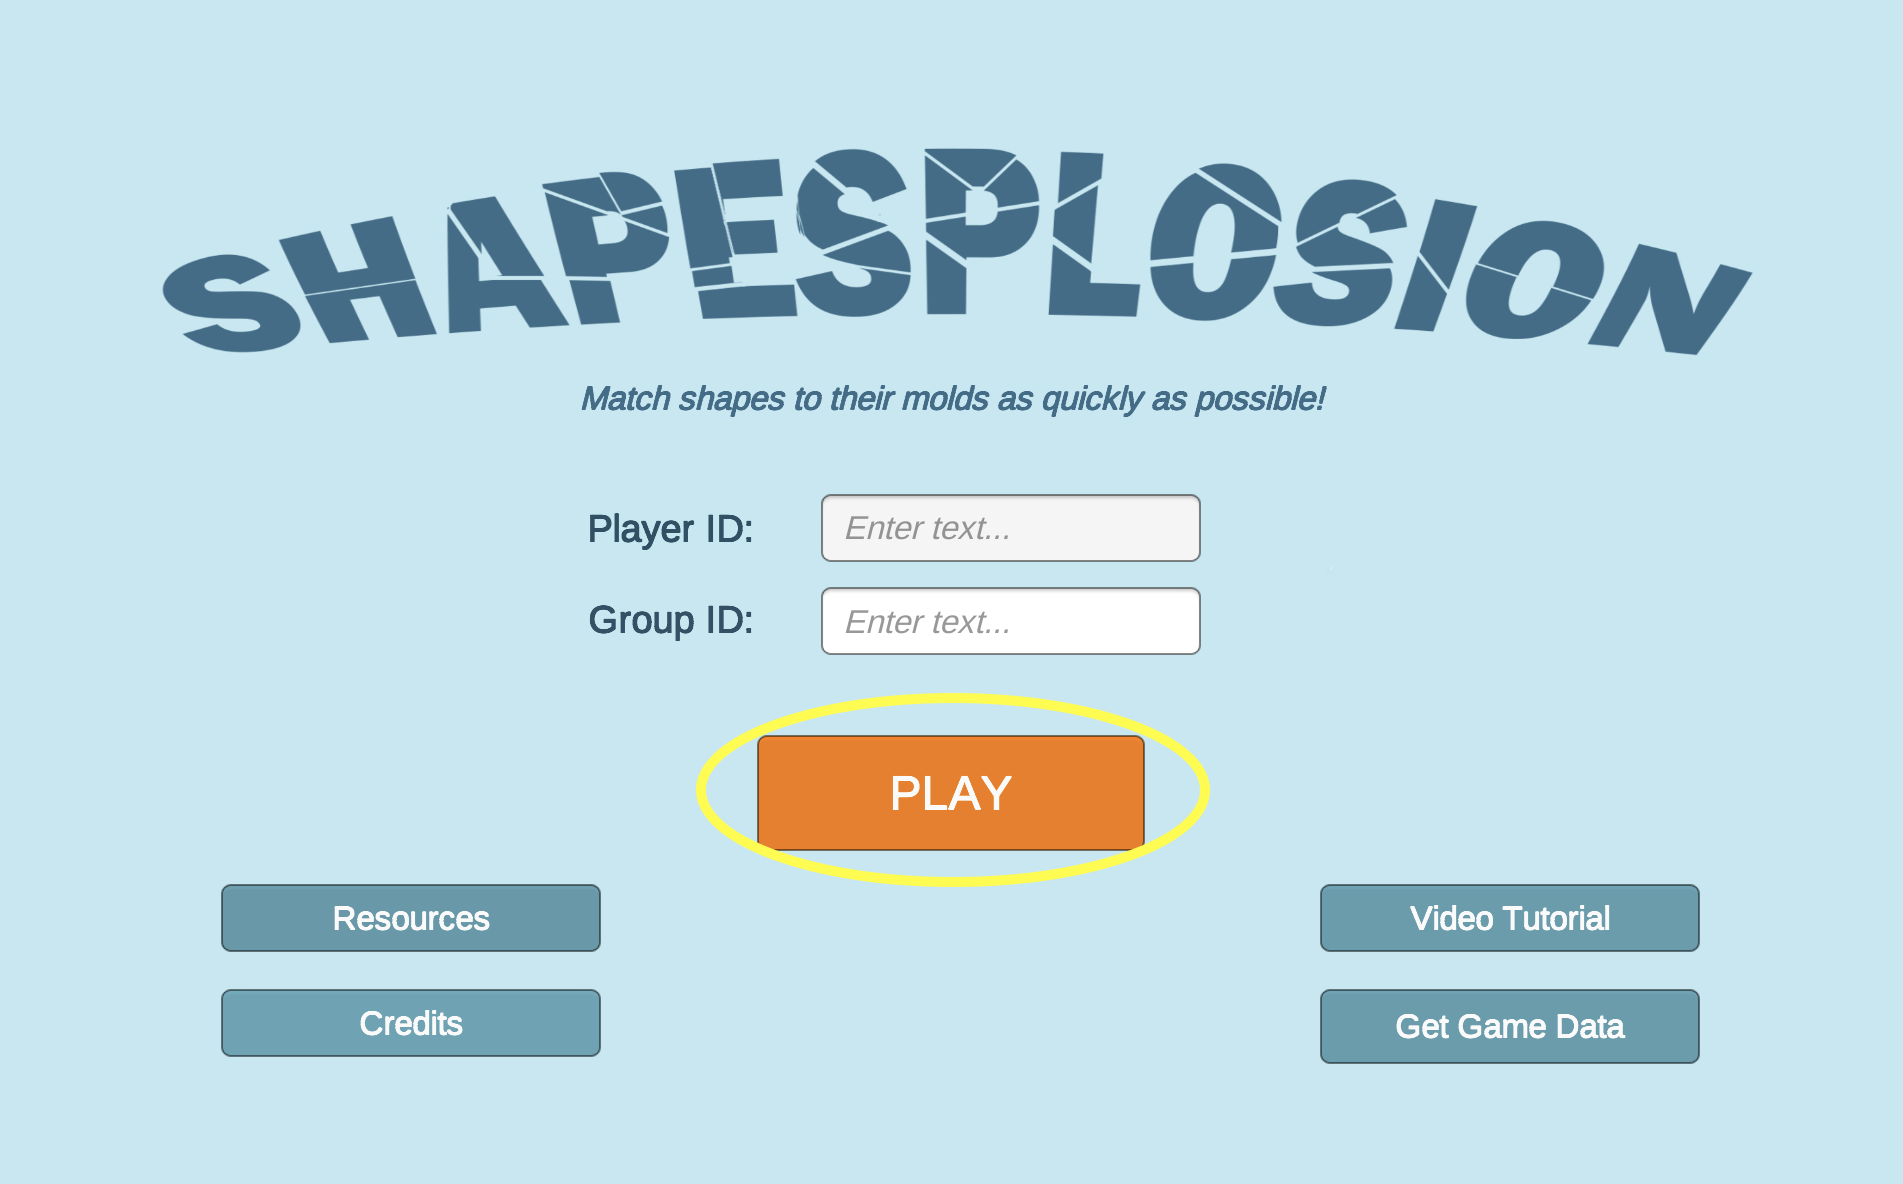 SHAPESPLOSION
Match shapes to their molds as quickly as possible!
Player ID: Enter text...
Group ID: Enter text...
PLAY
Resources
Video Tutorial
Credits
Get Game Data